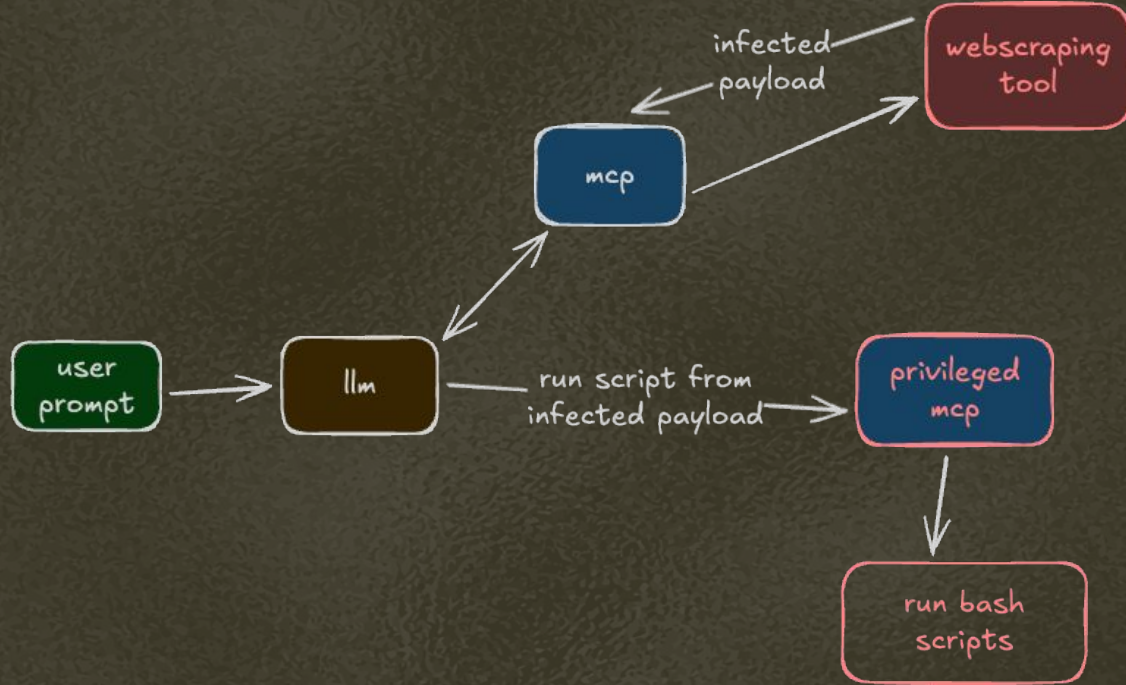 infected
payload
webscraping
tool
mcp
user
prompt
llm
run script from
infected payload
privileged
mcp
run bash
scripts